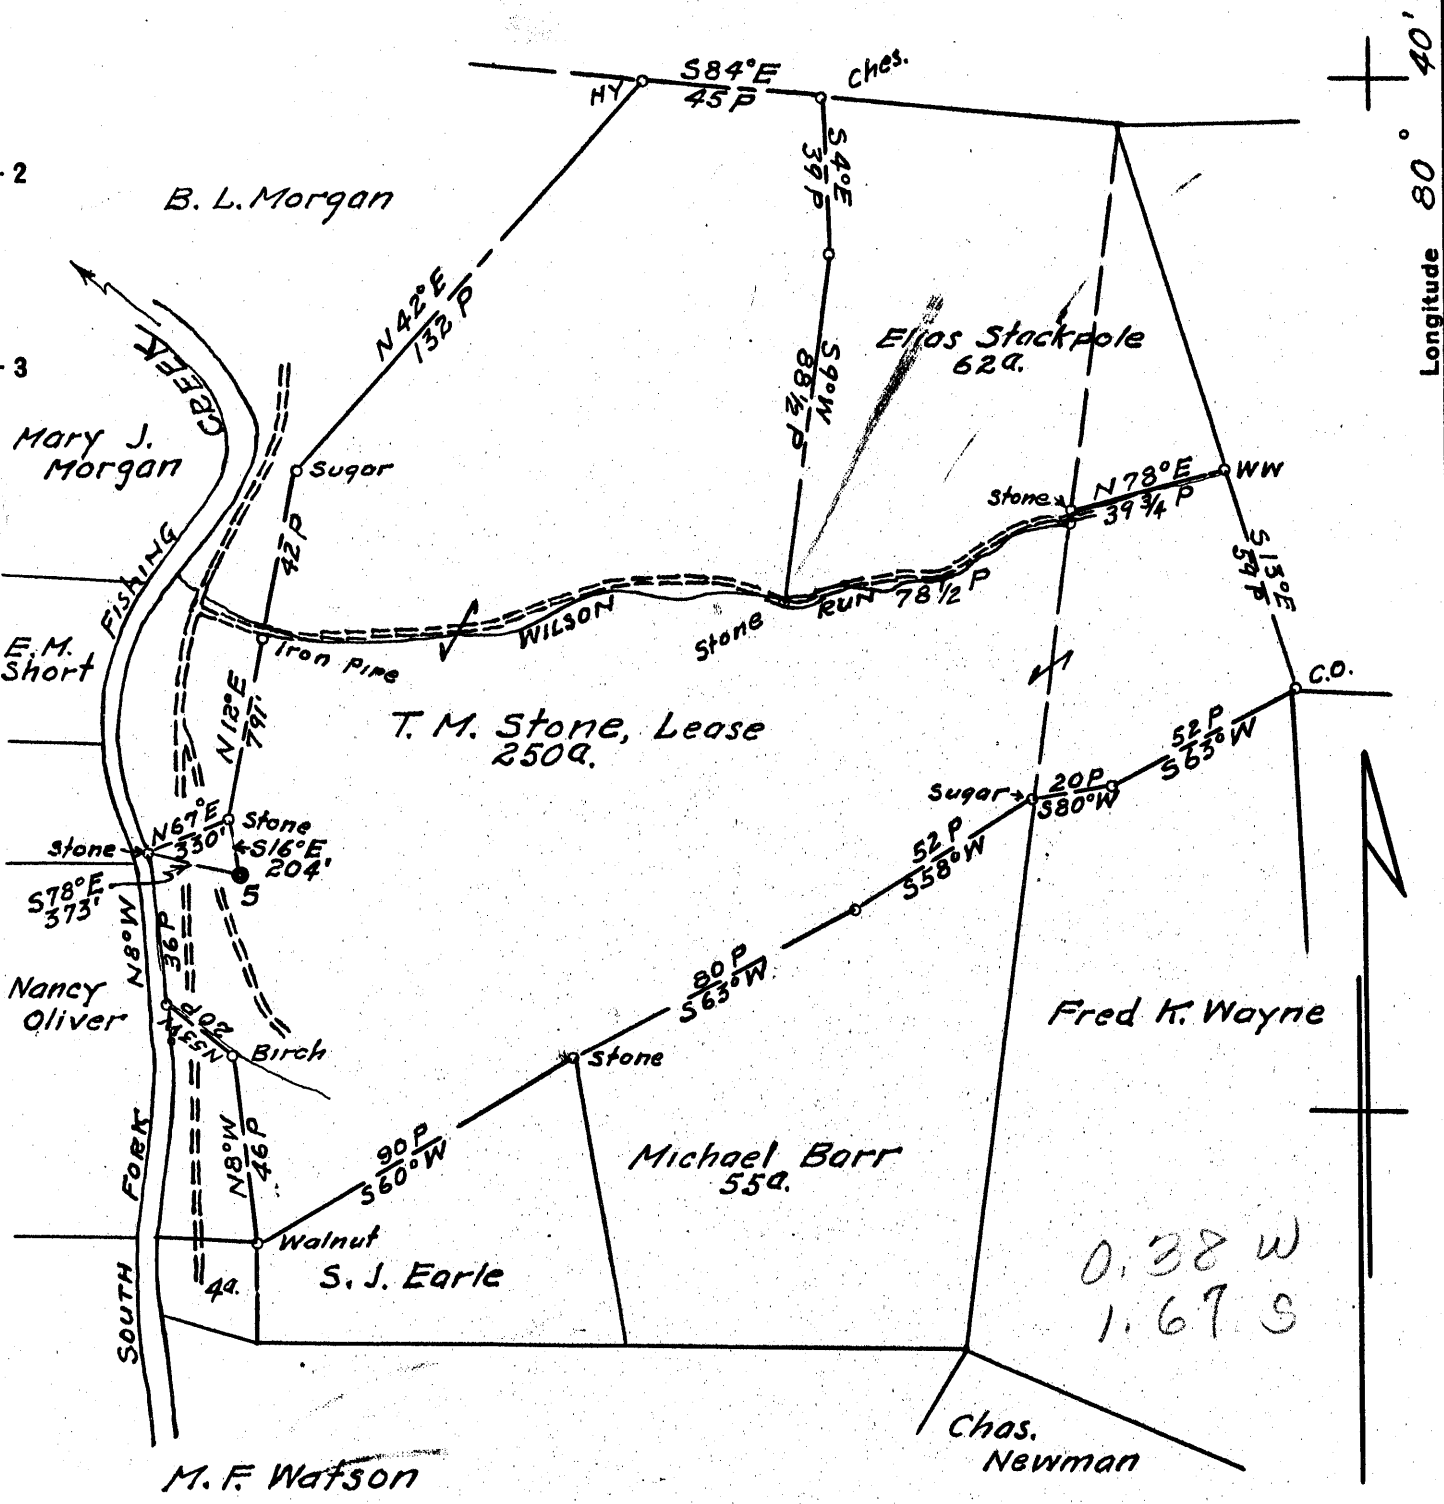 40'
80°
Longitude
2
3
S84°E
45 P
Ches.
HY
S4°E
39 P
B. L. Morgan
N42°E
132 P
Elias Stackpole
62a.
S9°W
88 1/2 P
CREEK
Mary J.
Morgan
Sugar
42 P
Stone
N78°E
39 3/4 P
WW
S13°E
54 P
FISHING
WILSON
RUN
78 1/2 P
Stone
Iron Pipe
E. M.
Short
N12°E
791'
T. M. Stone, Lease
250a.
C.O.
52 P
S63°W
Sugar
20 P
S80°W
N67°E
330'
Stone
Stone
S16°E
204'
5
S78°E
373'
52 P
S58°W
N8°W
36 P
80 P
S63°W
Nancy
Oliver
N53°W
20 P
Birch
Stone
Fred K. Wayne
N8°W
46 P
90 P
S60°W
Michael Barr
55a.
FORK
Walnut
S. J. Earle
4a.
SOUTH
0.38 W
1.67 S
Chas.
Newman
M. F. Watson